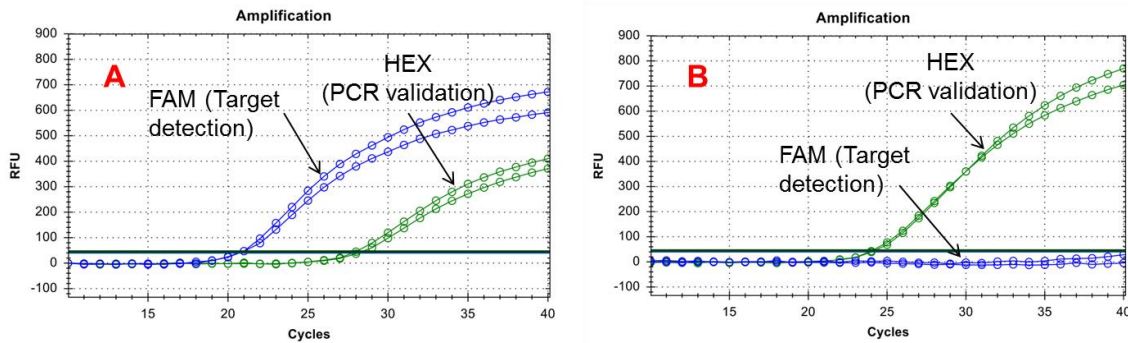 Amplification
900
800
700
600
500
400
300
200
100
0
-100
RFU
A
FAM (Target
detection)
HEX
(PCR validation)
15
20
25
30
35
40
Cycles
Amplification
900
800
700
600
500
400
300
200
100
0
-100
RFU
B
HEX
(PCR validation)
FAM (Target
detection)
15
20
25
30
35
40
Cycles